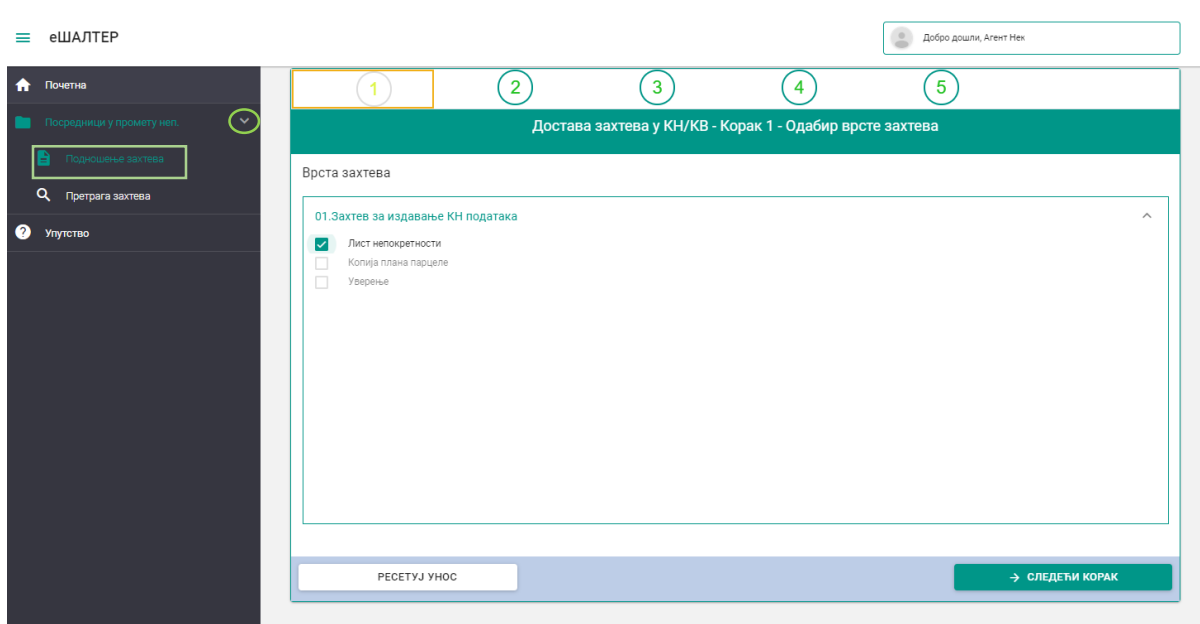 еШАЛТЕР
Добро дошли, Агент Нек
Почетна
Посредници у промету неп.
Подношење захтева
Претрага захтева
Упутство
1 2 3 4 5
Достава захтева у КН/КВ - Корак 1 - Одабир врсте захтева
Врста захтева
01.Захтев за издавање КН података
Лист непокретности
Копија плана парцеле
Уверење
РЕСЕТУЈ УНОС
СЛЕДЕЋИ КОРАК